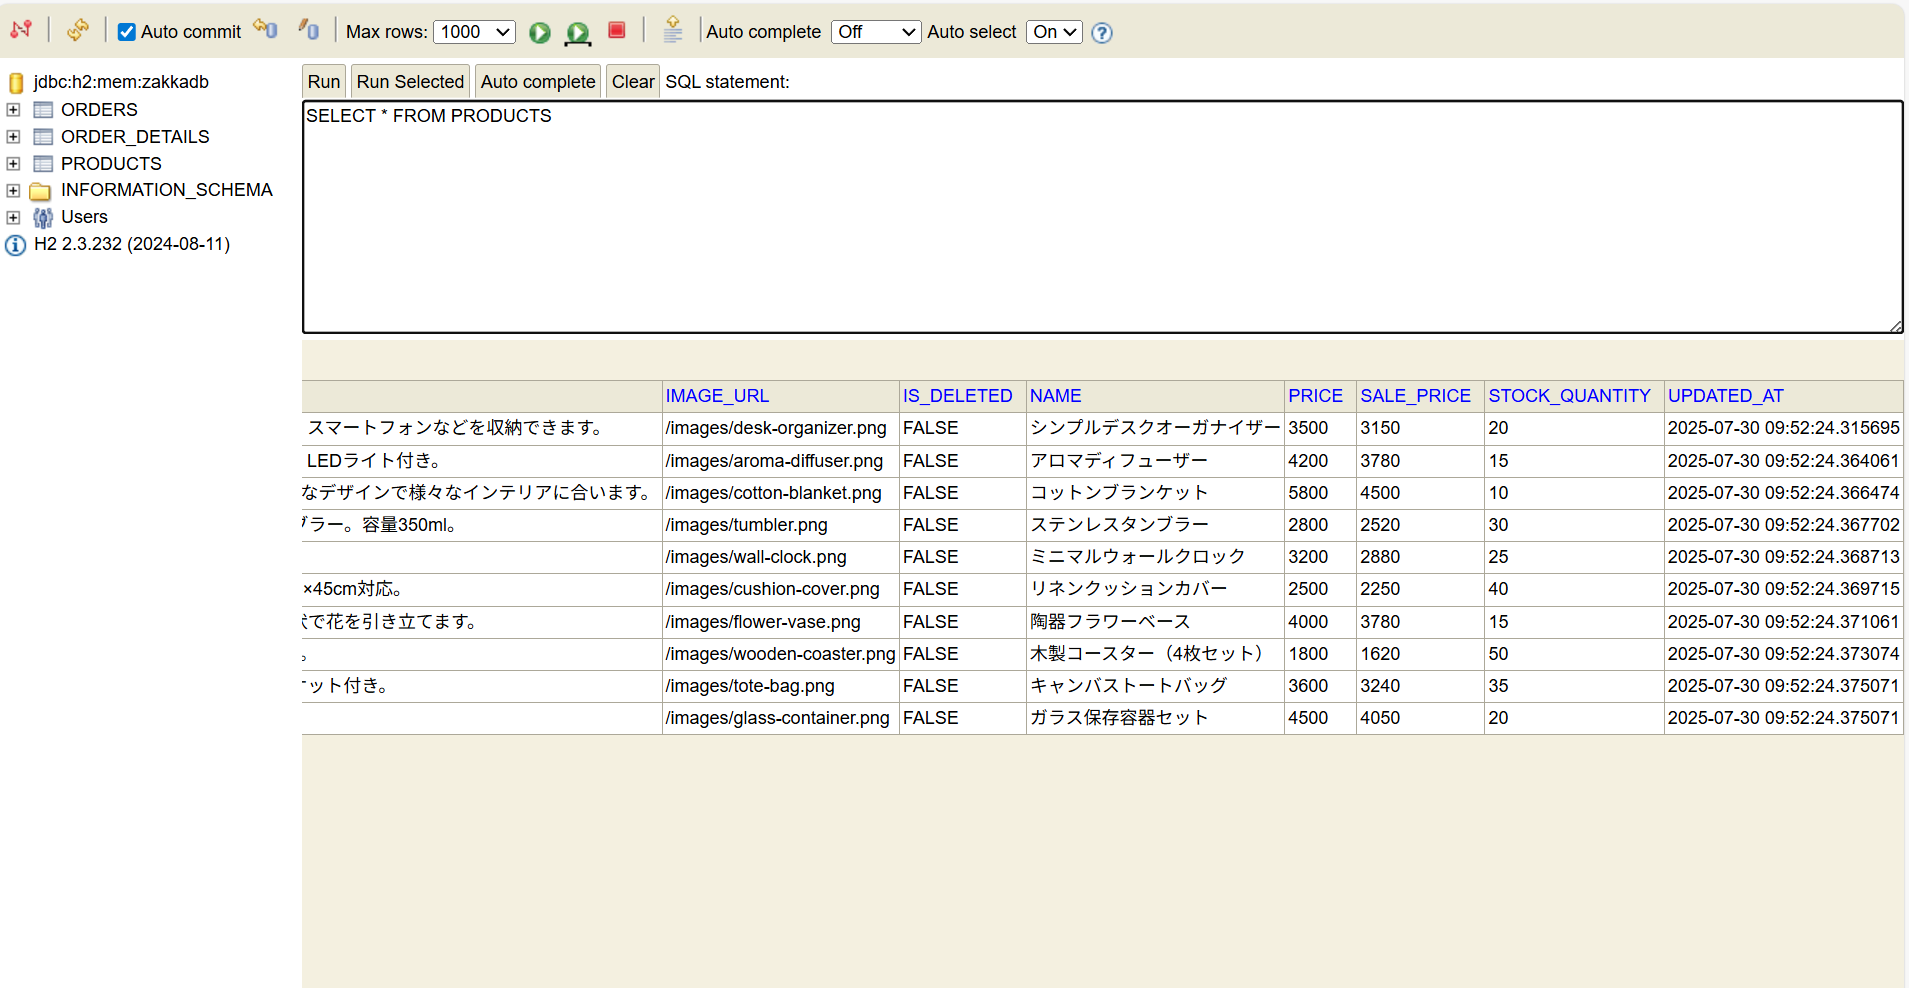 Auto commit Max rows: 1000 Auto complete Off Auto select On ?
jdbc:h2:mem:zakkadb
ORDERS
ORDER_DETAILS
PRODUCTS
INFORMATION_SCHEMA
Users
H2 2.3.232 (2024-08-11)
Run Run Selected Auto complete Clear SQL statement:
SELECT * FROM PRODUCTS
IMAGE_URL IS_DELETED NAME PRICE SALE_PRICE STOCK_QUANTITY UPDATED_AT
スマートフォンなどを収納できます。 /images/desk-organizer.png FALSE シンプルデスクオーガナイザー 3500 3150 20 2025-07-30 09:52:24.315695
LEDライト付き。 /images/aroma-diffuser.png FALSE アロマディフューザー 4200 3780 15 2025-07-30 09:52:24.364061
なデザインで様々なインテリアに合います。 /images/cotton-blanket.png FALSE コットンブランケット 5800 4500 10 2025-07-30 09:52:24.366474
ブラー。容量350ml。 /images/tumbler.png FALSE ステンレスタンブラー 2800 2520 30 2025-07-30 09:52:24.367702
/images/wall-clock.png FALSE ミニマルウォールクロック 3200 2880 25 2025-07-30 09:52:24.368713
×45cm対応。 /images/cushion-cover.png FALSE リネンクッションカバー 2500 2250 40 2025-07-30 09:52:24.369715
で花を引き立てます。 /images/flower-vase.png FALSE 陶器フラワーベース 4000 3780 15 2025-07-30 09:52:24.371061
。 /images/wooden-coaster.png FALSE 木製コースター（4枚セット） 1800 1620 50 2025-07-30 09:52:24.373074
ット付き。 /images/tote-bag.png FALSE キャンバストートバッグ 3600 3240 35 2025-07-30 09:52:24.375071
/images/glass-container.png FALSE ガラス保存容器セット 4500 4050 20 2025-07-30 09:52:24.375071